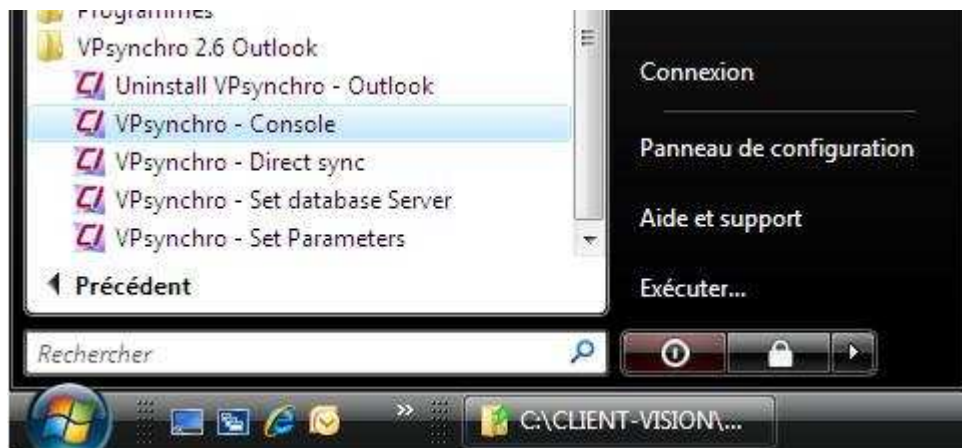 Programmes
VPsynchro 2.6 Outlook
Uninstall VPsynchro - Outlook
VPsynchro - Console
VPsynchro - Direct sync
VPsynchro - Set database Server
VPsynchro - Set Parameters
Précédent
Rechercher
Connexion
Panneau de configuration
Aide et support
Exécuter...
C:\CLIENT-VISION\...